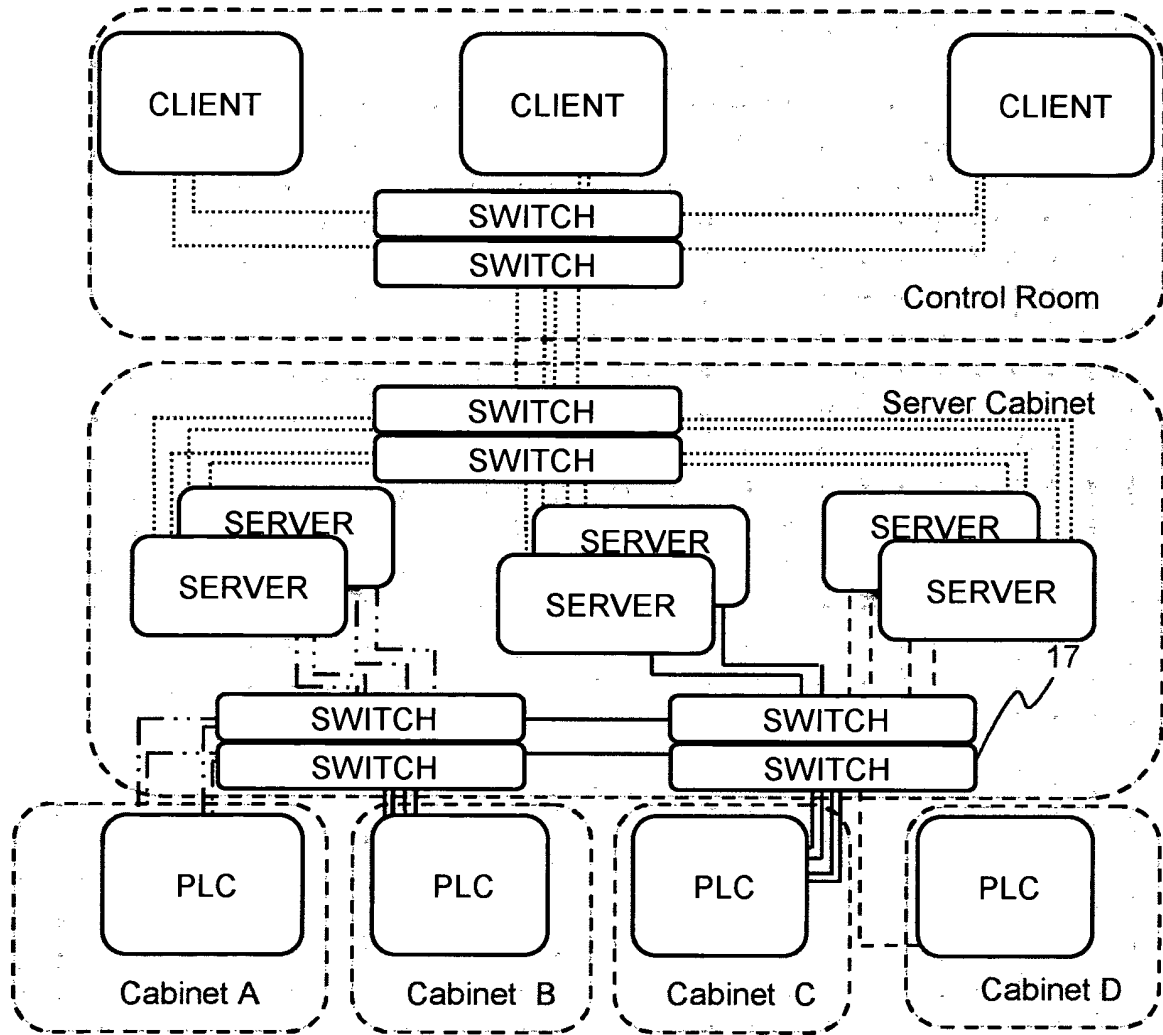 CLIENT
CLIENT
CLIENT
SWITCH
SWITCH
Control Room
SWITCH
Server Cabinet
SWITCH
SERVER
SERVER
SERVER
SERVER
SERVER
SERVER
17
SWITCH
SWITCH
SWITCH
SWITCH
PLC
PLC
PLC
PLC
Cabinet A
Cabinet B
Cabinet C
Cabinet D